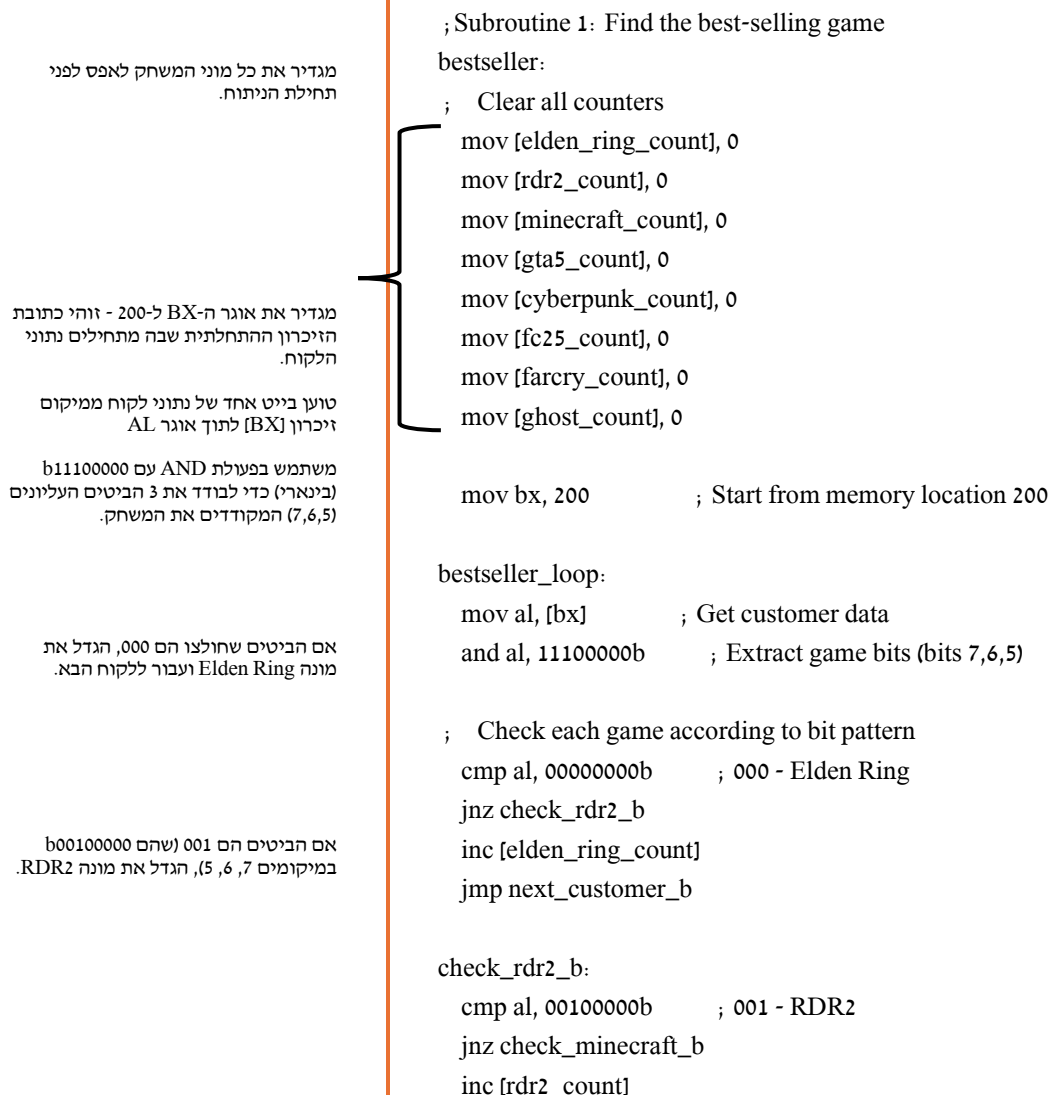 מגדיר את כל מוני המשחק לאפס לפני
תחילת הניתוח.
מגדיר את אוגר ה-BX ל-200 - זוהי כתובת
הזיכרון ההתחלתית שבה מתחילים נתוני
הלקוח.
טוען בייט אחד של נתוני לקוח ממיקום
זיכרון [BX] לתוך אוגר AL
משתמש בפעולת AND עם b11100000
(בינארי) כדי לבודד את 3 הביטים העליונים
(7,6,5) המקודדים את המשחק.
אם הביטים שחולצו הם 000, הגדל את
מונה Elden Ring ועבור ללקוח הבא.
אם הביטים הם 001 (שהם b00100000
במיקומים 7, 6, 5), הגדל את מונה RDR2.
;Subroutine 1: Find the best-selling game
bestseller:
; Clear all counters
mov [elden_ring_count], 0
mov [rdr2_count], 0
mov [minecraft_count], 0
mov [gta5_count], 0
mov [cyberpunk_count], 0
mov [fc25_count], 0
mov [farcry_count], 0
mov [ghost_count], 0
mov bx, 200 ; Start from memory location 200
bestseller_loop:
mov al, [bx] ; Get customer data
and al, 11100000b ; Extract game bits (bits 7,6,5)
; Check each game according to bit pattern
cmp al, 00000000b ; 000 - Elden Ring
jnz check_rdr2_b
inc [elden_ring_count]
jmp next_customer_b
check_rdr2_b:
cmp al, 00100000b ; 001 - RDR2
jnz check_minecraft_b
inc [rdr2_count]